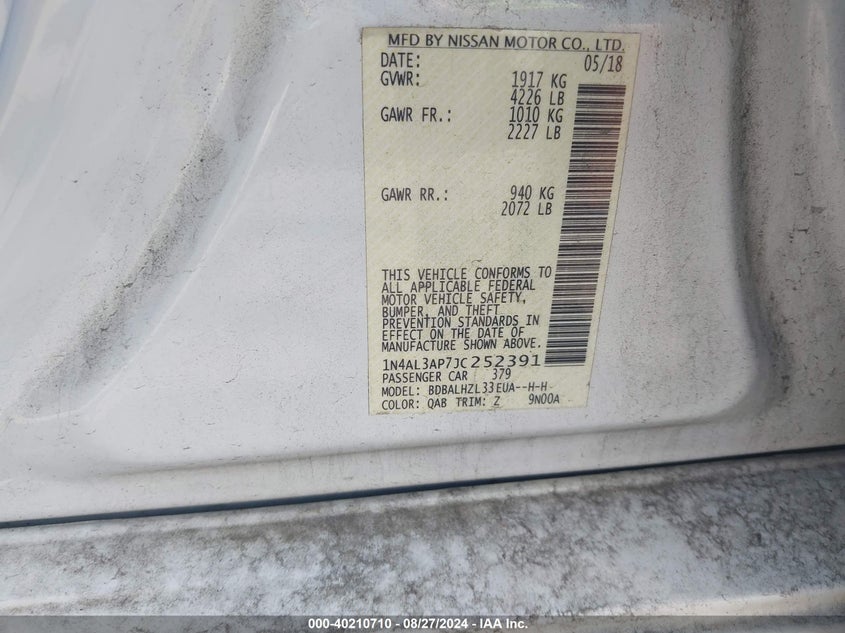 MFD BY NISSAN MOTOR CO., LTD.
DATE: 05/18
GVWR: 1917 KG
4226 LB
GAWR FR.: 1010 KG
2227 LB
GAWR RR.: 940 KG
2072 LB
THIS VEHICLE CONFORMS TO
ALL APPLICABLE FEDERAL
MOTOR VEHICLE SAFETY,
BUMPER, AND THEFT
PREVENTION STANDARDS IN
EFFECT ON THE DATE OF
MANUFACTURE SHOWN ABOVE.
1N4AL3AP7JC252391
PASSENGER CAR 379
MODEL: BDBALHZL33EUA--H-H
COLOR: QAB TRIM: Z 9N00A
000-40210710 - 08/27/2024 - IAA Inc.